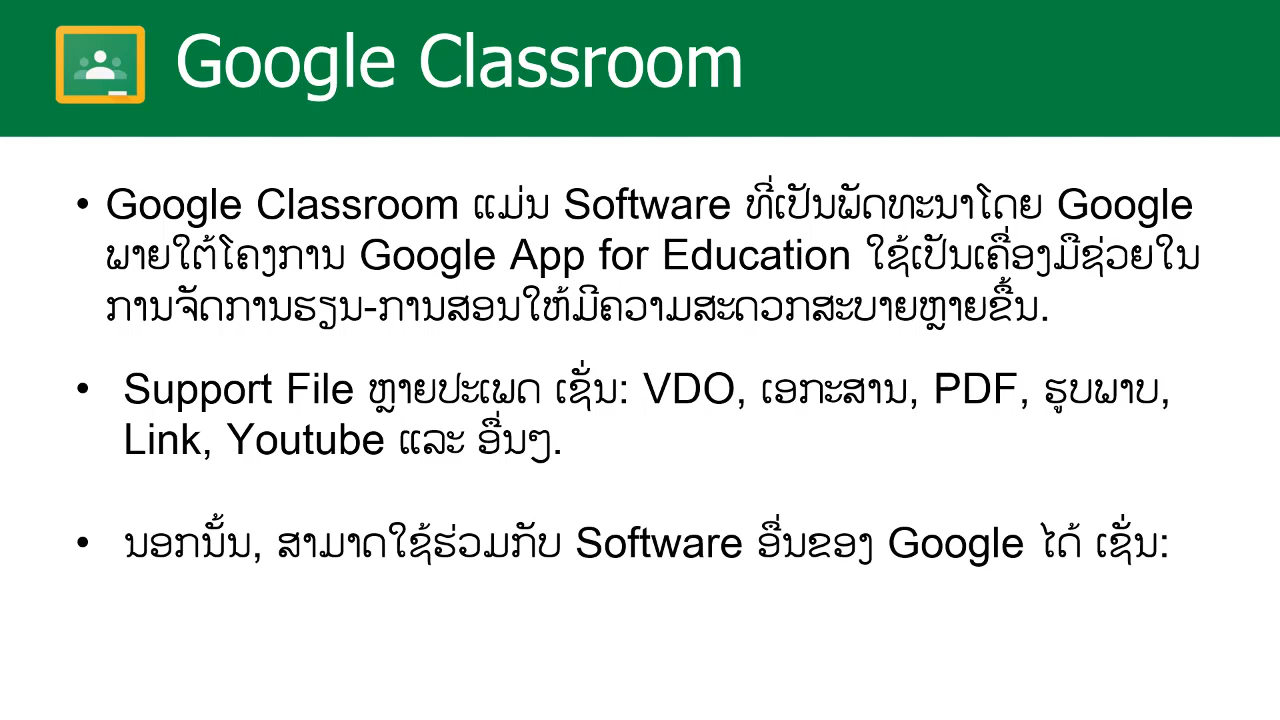 Google Classroom
• Google Classroom ແມ່ນ Software ທີ່ເປັນພັດທະນາໂດຍ Google
ພາຍໃຕ້ໂຄງການ Google App for Education ໃຊ້ເປັນເຄື່ອງມືຊ່ວຍໃນ
ການຈັດການຮຽນ-ການສອນໃຫ້ມີຄວາມສະດວກສະບາຍຫຼາຍຂຶ້ນ.
• Support File ຫຼາຍປະເພດ ເຊັ່ນ: VDO, ເອກະສານ, PDF, ຮູບພາບ,
Link, Youtube ແລະ ອື່ນໆ.
• ນອກນັ້ນ, ສາມາດໃຊ້ຮ່ວມກັບ Software ອື່ນຂອງ Google ໄດ້ ເຊັ່ນ: